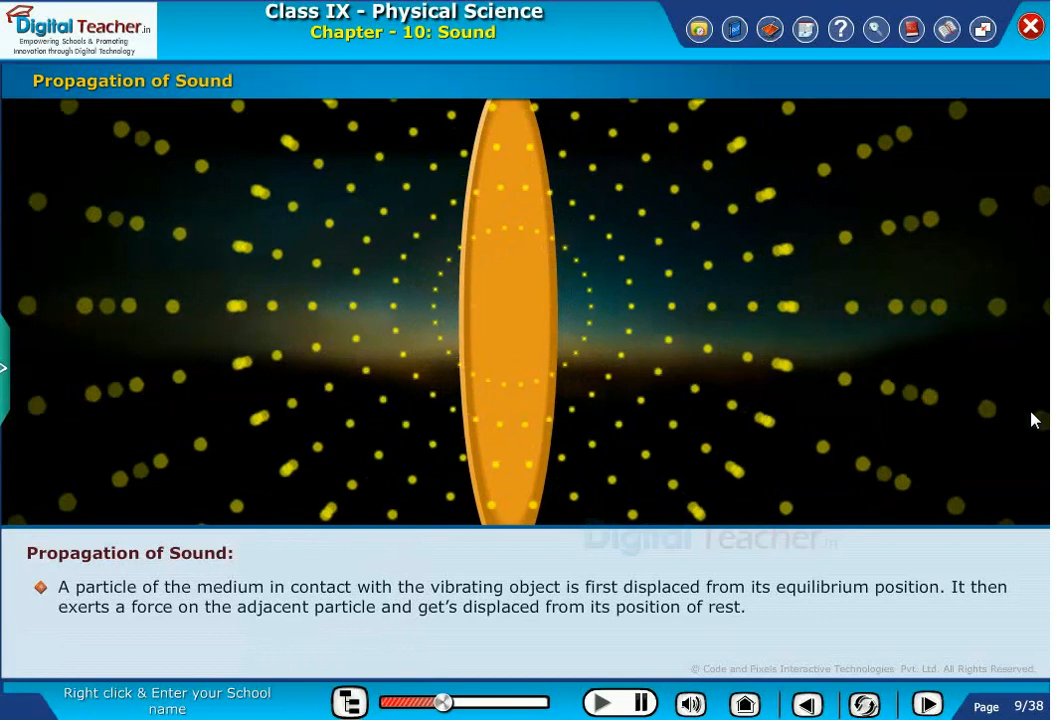 Digital Teacher.in
Empowering Schools & Promoting
Innovation through Digital Technology
Class IX - Physical Science
Chapter - 10: Sound
?
Propagation of Sound
Digital Teacher.in
Propagation of Sound:
A particle of the medium in contact with the vibrating object is first displaced from its equilibrium position. It then
exerts a force on the adjacent particle and get's displaced from its position of rest.
© Code and Pixels Interactive Technologies Pvt. Ltd. All Rights Reserved.
Right click & Enter your School
name
Page 9/38